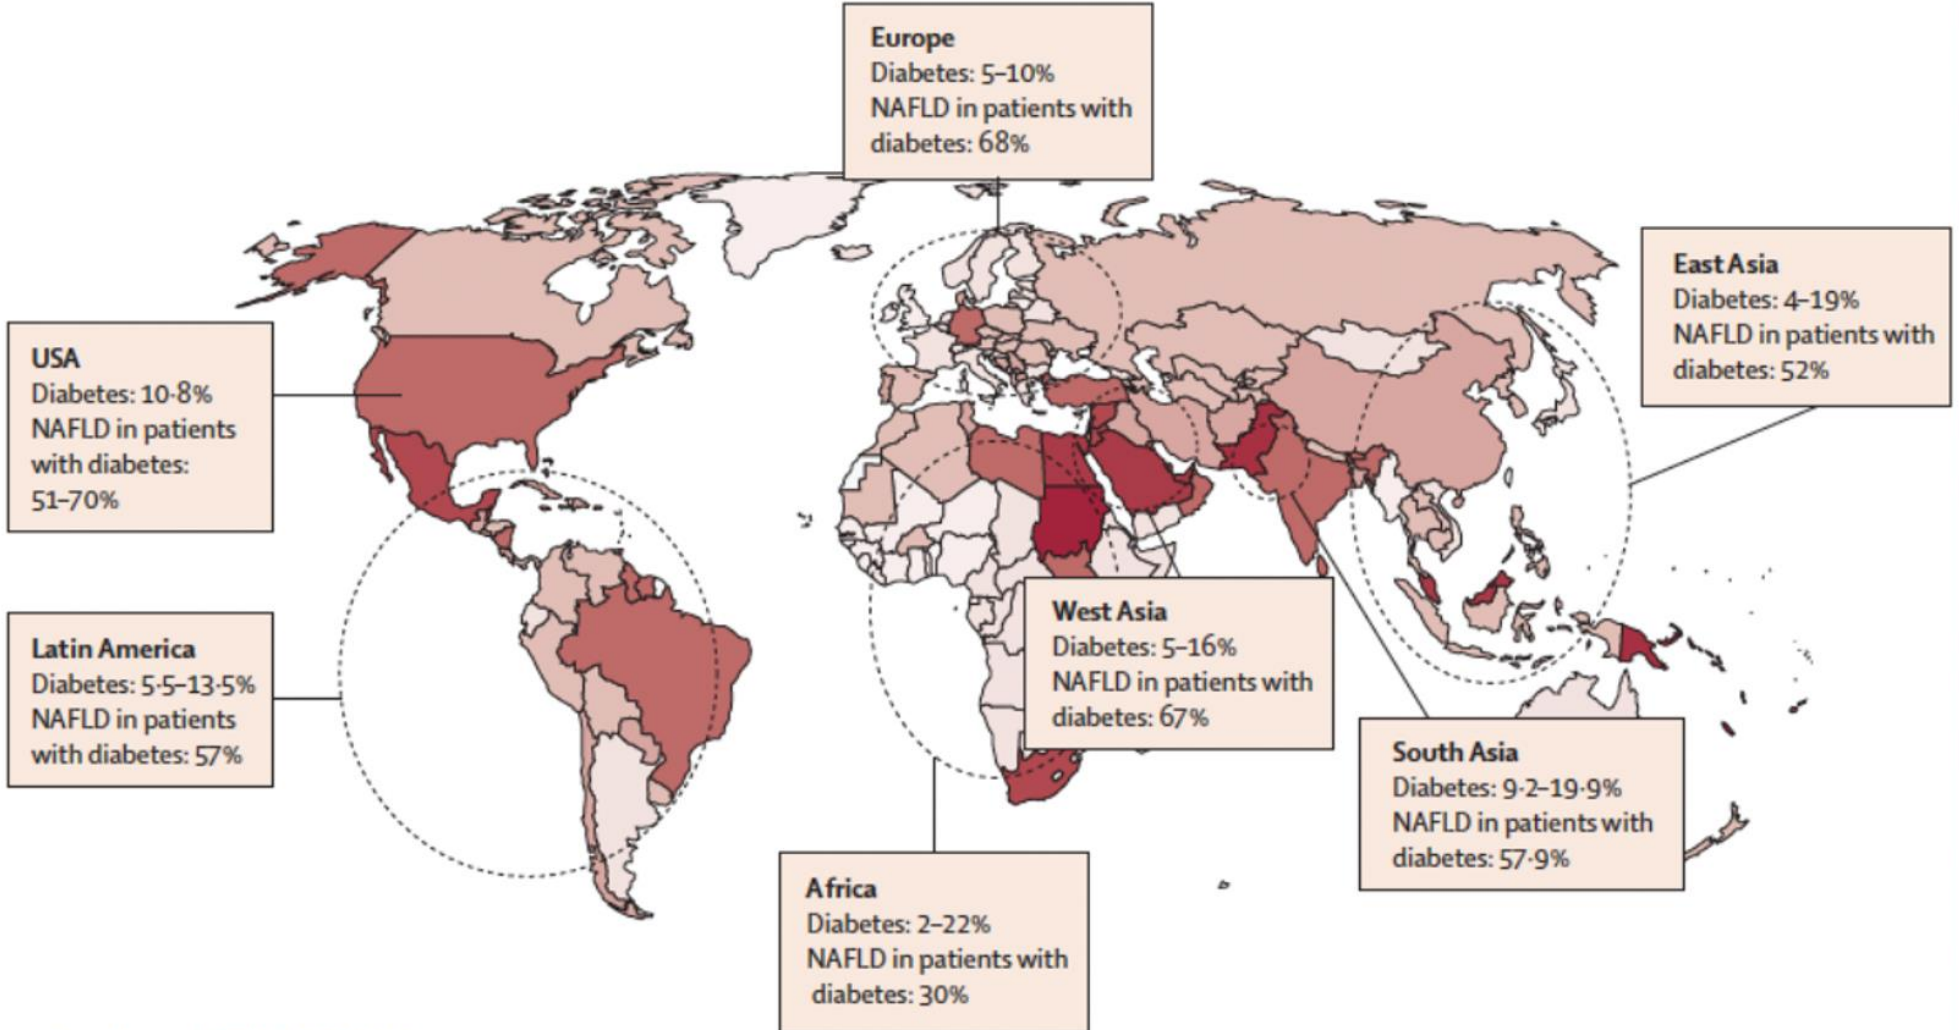 Europe
Diabetes: 5–10%
NAFLD in patients with
diabetes: 68%
East Asia
Diabetes: 4–19%
NAFLD in patients with
diabetes: 52%
USA
Diabetes: 10·8%
NAFLD in patients
with diabetes:
51–70%
West Asia
Diabetes: 5–16%
NAFLD in patients with
diabetes: 67%
Latin America
Diabetes: 5·5–13·5%
NAFLD in patients
with diabetes: 57%
South Asia
Diabetes: 9·2–19·9%
NAFLD in patients with
diabetes: 57·9%
Africa
Diabetes: 2–22%
NAFLD in patients with
diabetes: 30%